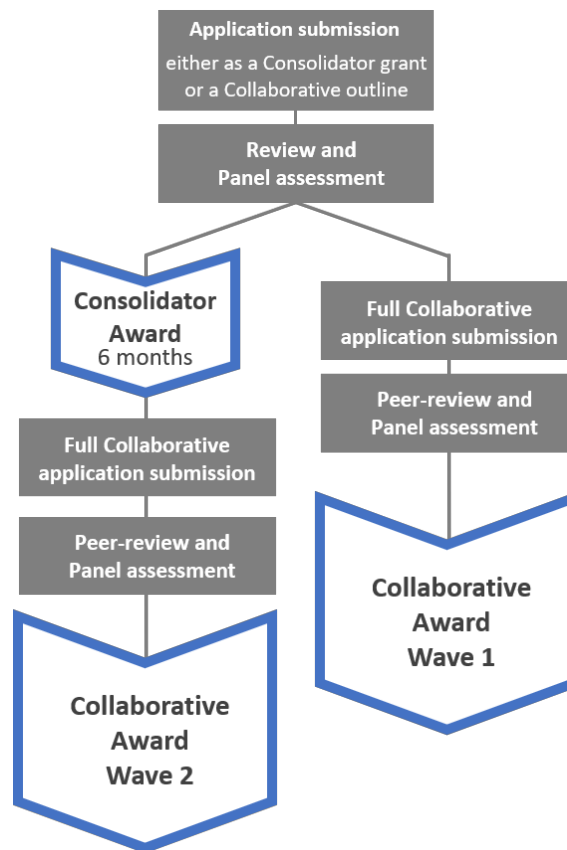 Application submission
either as a Consolidator grant
or a Collaborative outline
Review and
Panel assessment
Consolidator
Award
6 months
Full Collaborative
application submission
Peer-review and
Panel assessment
Collaborative
Award
Wave 2
Full Collaborative
application submission
Peer-review and
Panel assessment
Collaborative
Award
Wave 1